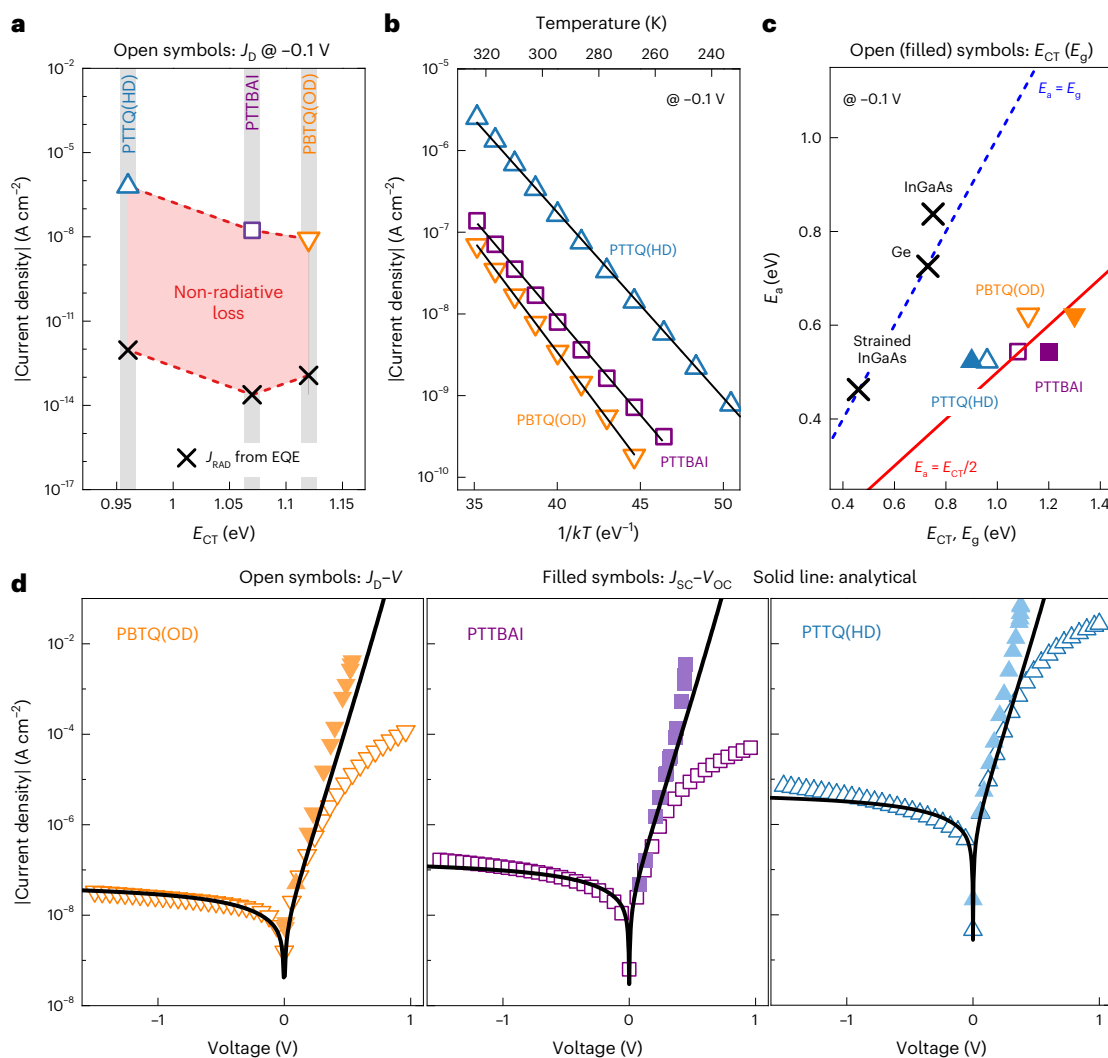 a
Open symbols: J_D @ –0.1 V
10^–2
10^–5
10^–8
10^–11
10^–14
10^–17
|Current density| (A cm^–2)
PTTQ(HD)
PTTBAI
PBTQ(OD)
Non-radiative
loss
J_RAD from EQE
0.95
1
1.05
1.10
1.15
E_CT (eV)
b
Temperature (K)
320
300
280
260
240
10^–5
10^–6
10^–7
10^–8
10^–9
10^–10
|Current density| (A cm^–2)
@ –0.1 V
PTTQ(HD)
PBTQ(OD)
PTTBAI
35
40
45
50
1/kT (eV^–1)
c
Open (filled) symbols: E_CT (E_g)
@ –0.1 V
E_a = E_g
1.0
0.8
0.6
0.4
E_a (eV)
InGaAs
Ge
PBTQ(OD)
Strained
InGaAs
PTTQ(HD)
PTTBAI
E_a = E_CT/2
0.4
0.6
0.8
1.0
1.2
1.4
E_CT, E_g (eV)
d
Open symbols: J_D–V
Filled symbols: J_SC–V_OC
Solid line: analytical
10^–2
10^–4
10^–6
10^–8
|Current density| (A cm^–2)
PBTQ(OD)
PTTBAI
PTTQ(HD)
–1
0
1
–1
0
1
–1
0
1
Voltage (V)
Voltage (V)
Voltage (V)